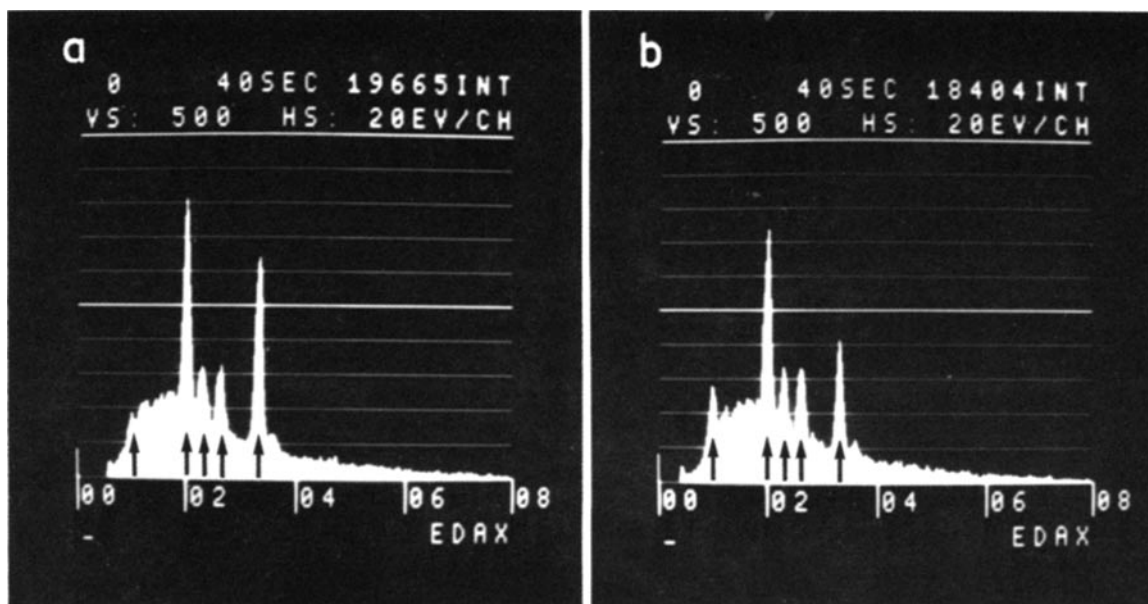 a
0 40SEC 19665INT
VS: 500 HS: 20EV/CH
00 02 04 06 08
- EDAX
b
0 40SEC 18404INT
VS: 500 HS: 20EV/CH
00 02 04 06 08
- EDAX